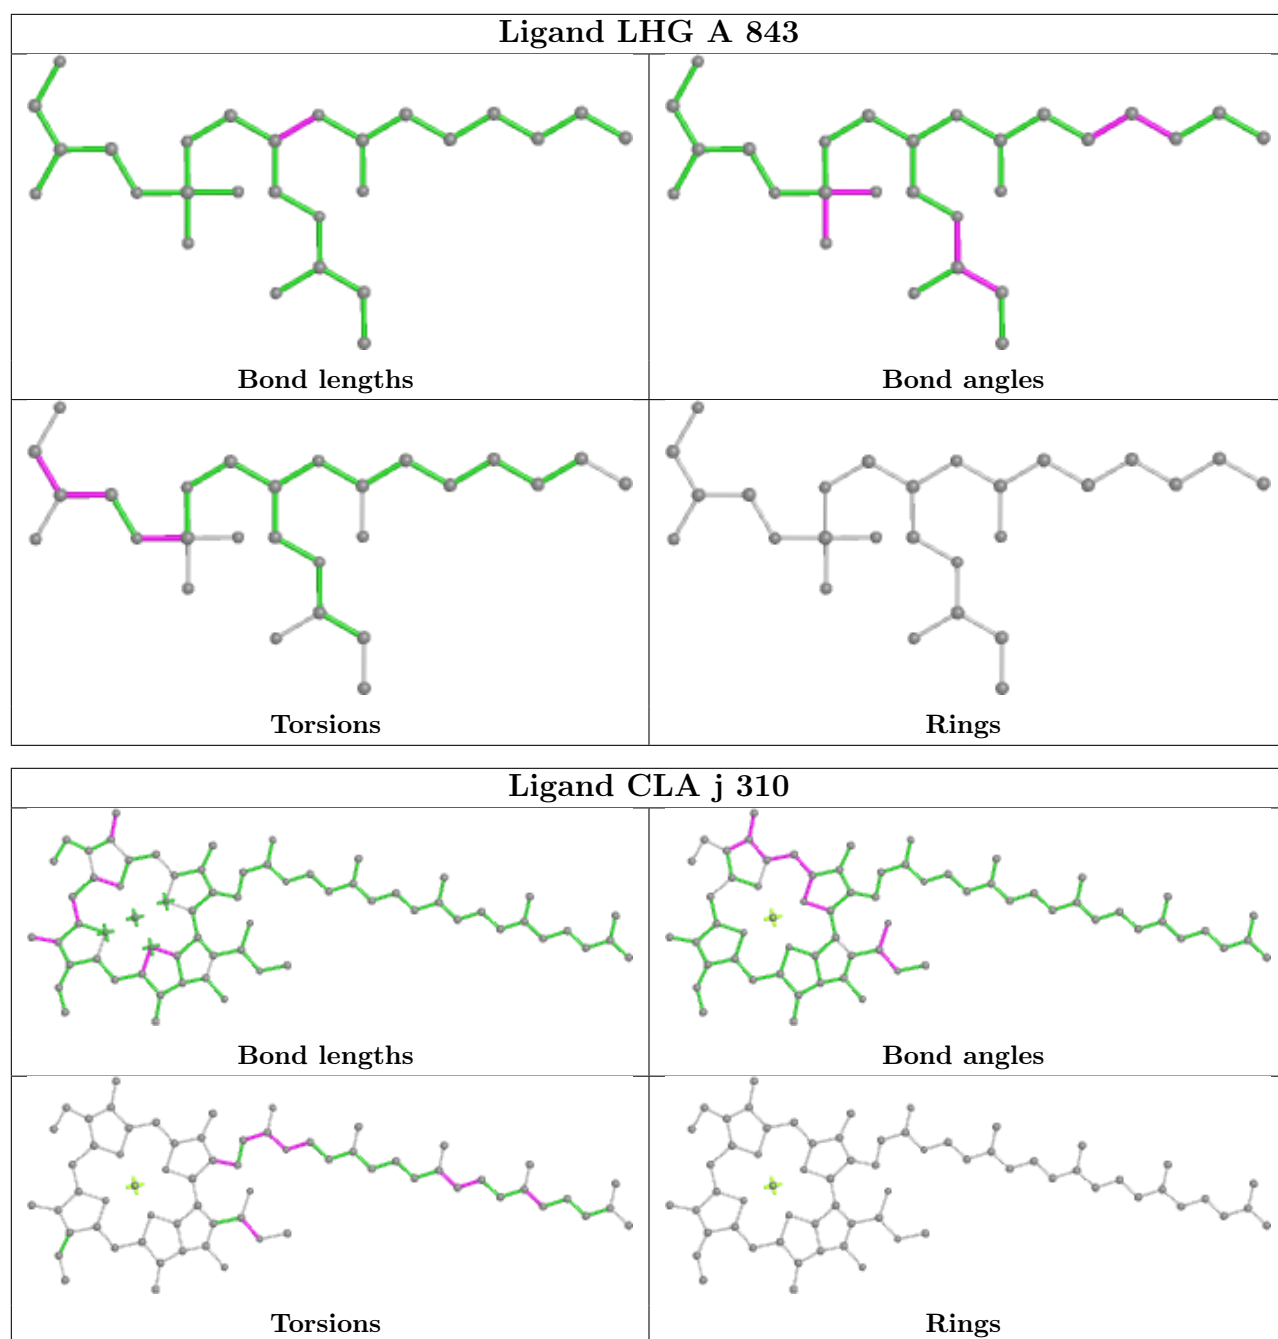 Ligand LHG A 843
Bond lengths
Bond angles
Torsions
Rings
Ligand CLA j 310
Bond lengths
Bond angles
Torsions
Rings